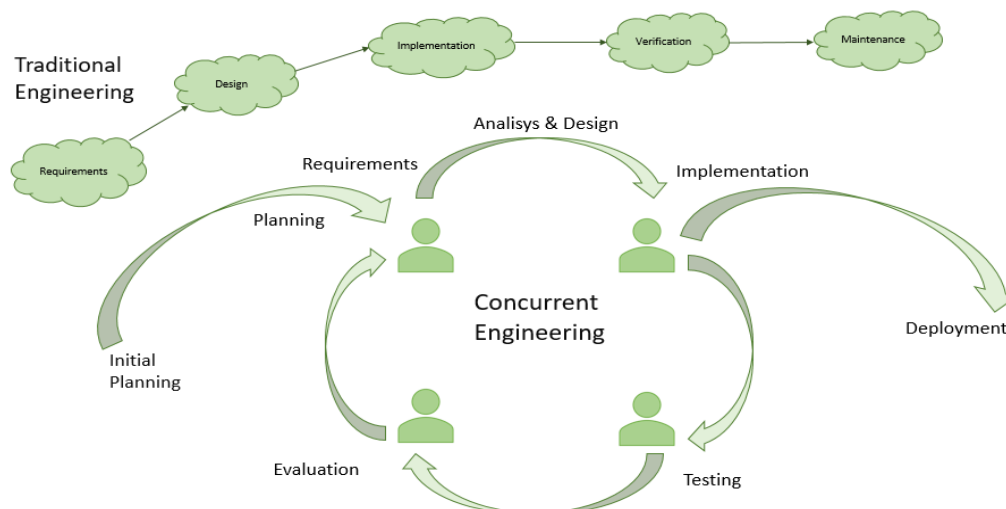 Traditional
Engineering
Requirements
Design
Implementation
Verification
Maintenance
Analisys & Design
Requirements
Implementation
Planning
Concurrent
Engineering
Initial
Planning
Deployment
Evaluation
Testing